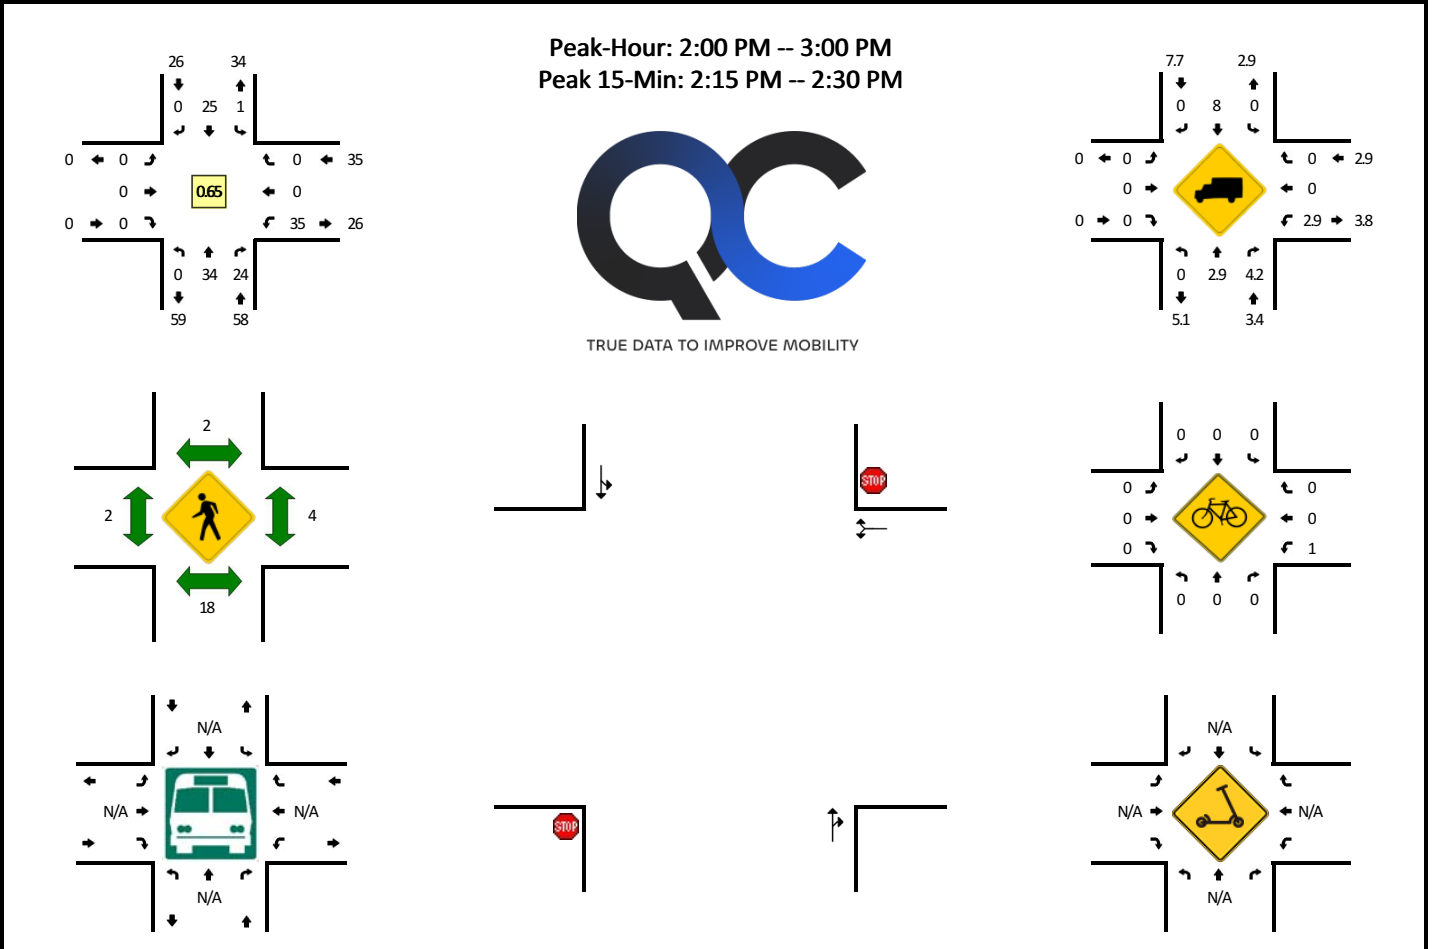 Peak-Hour: 2:00 PM -- 3:00 PM
Peak 15-Min: 2:15 PM -- 2:30 PM
26 34
0 25 1
0 0 0 35
0 0.65 0
0 0 35 26
0 34 24
59 58
QC
TRUE DATA TO IMPROVE MOBILITY
7.7 2.9
0 8 0
0 0 0 2.9
0 0
0 0 2.9 3.8
0 2.9 4.2
5.1 3.4
2
2 4
18
STOP
STOP
0 0 0
0 0
0 0
0 1
0 0 0
N/A
N/A N/A
N/A
N/A
N/A N/A
N/A